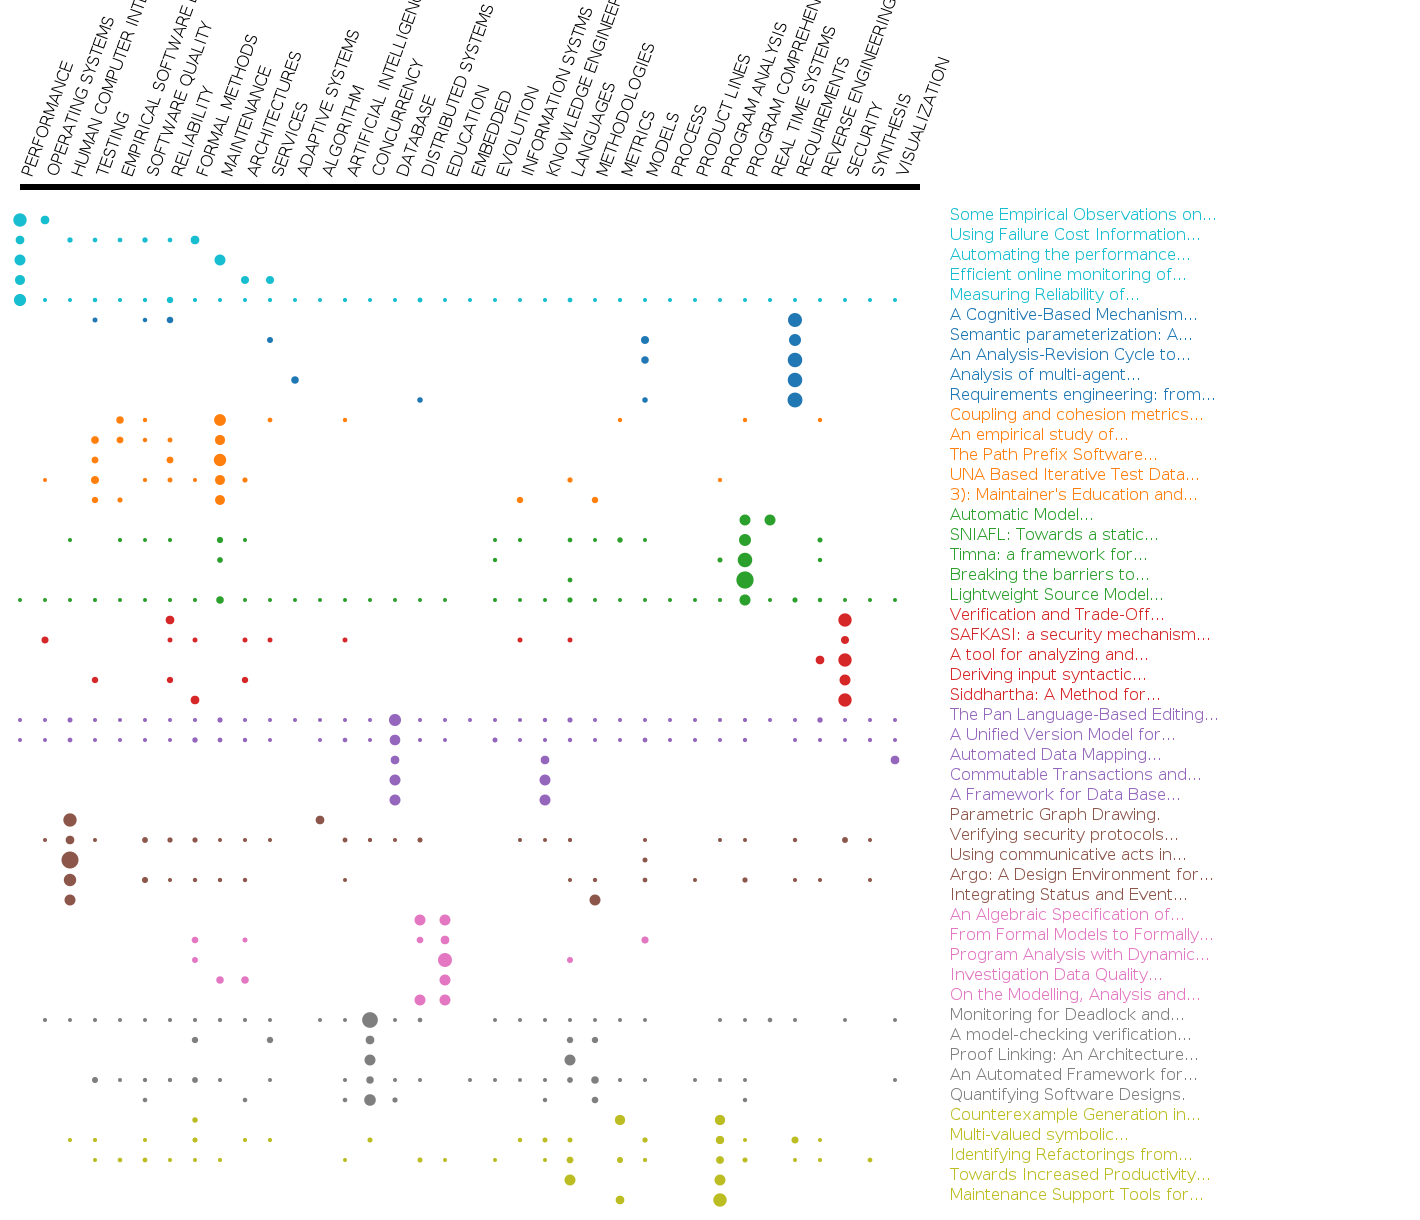 PERFORMANCE
OPERATING SYSTEMS
HUMAN COMPUTER
TESTING
EMPIRICAL SOFTWARE
SOFTWARE QUALITY
RELIABILITY
FORMAL METHODS
MAINTENANCE
ARCHITECTURES
SERVICES
ADAPTIVE SYSTEMS
ALGORITHM
ARTIFICIAL
CONCURRENCY
DATABASE
DISTRIBUTED SYSTEMS
EDUCATION
EMBEDDED
EVOLUTION
INFORMATION SYSTMS
KNOWLEDGE
LANGUAGES
METHODOLOGIES
METRICS
MODELS
PROCESS
PRODUCT LINES
PROGRAM ANALYSIS
PROGRAM
REAL TIME SYSTEMS
REQUIREMENTS
REVERSE ENGINEERING
SECURITY
SYNTHESIS
VISUALIZATION
Some Empirical Observations on...
Using Failure Cost Information...
Automating the performance...
Efficient online monitoring of...
Measuring Reliability of...
A Cognitive-Based Mechanism...
Semantic parameterization: A...
An Analysis-Revision Cycle to...
Analysis of multi-agent...
Requirements engineering: from...
Coupling and cohesion metrics...
An empirical study of...
The Path Prefix Software...
UNA Based Iterative Test Data...
3): Maintainer's Education and...
Automatic Model...
SNIAFL: Towards a static...
Timna: a framework for...
Breaking the barriers to...
Lightweight Source Model...
Verification and Trade-Off...
SAFKASI: a security mechanism...
A tool for analyzing and...
Deriving input syntactic...
Siddhartha: A Method for...
The Pan Language-Based Editing...
A Unified Version Model for...
Automated Data Mapping...
Commutable Transactions and...
A Framework for Data Base...
Parametric Graph Drawing.
Verifying security protocols...
Using communicative acts in...
Argo: A Design Environment for...
Integrating Status and Event...
An Algebraic Specification of...
From Formal Models to Formally...
Program Analysis with Dynamic...
Investigation Data Quality...
On the Modelling, Analysis and...
Monitoring for Deadlock and...
A model-checking verification...
Proof Linking: An Architecture...
An Automated Framework for...
Quantifying Software Designs.
Counterexample Generation in...
Multi-valued symbolic...
Identifying Refactorings from...
Towards Increased Productivity...
Maintenance Support Tools for...